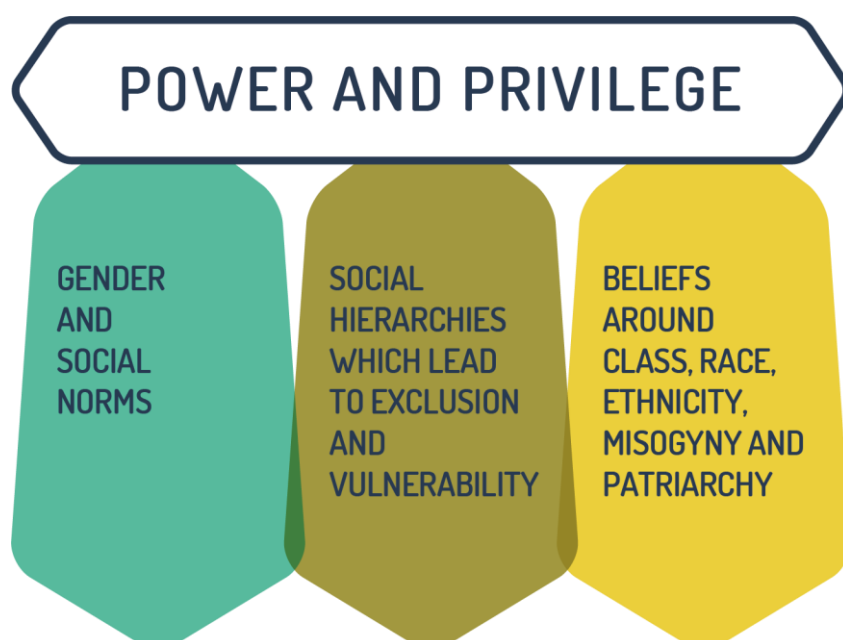 POWER AND PRIVILEGE
GENDER
AND
SOCIAL
NORMS
SOCIAL
HIERARCHIES
WHICH LEAD
TO EXCLUSION
AND
VULNERABILITY
BELIEFS
AROUND
CLASS, RACE,
ETHNICITY,
MISOGYNY AND
PATRIARCHY